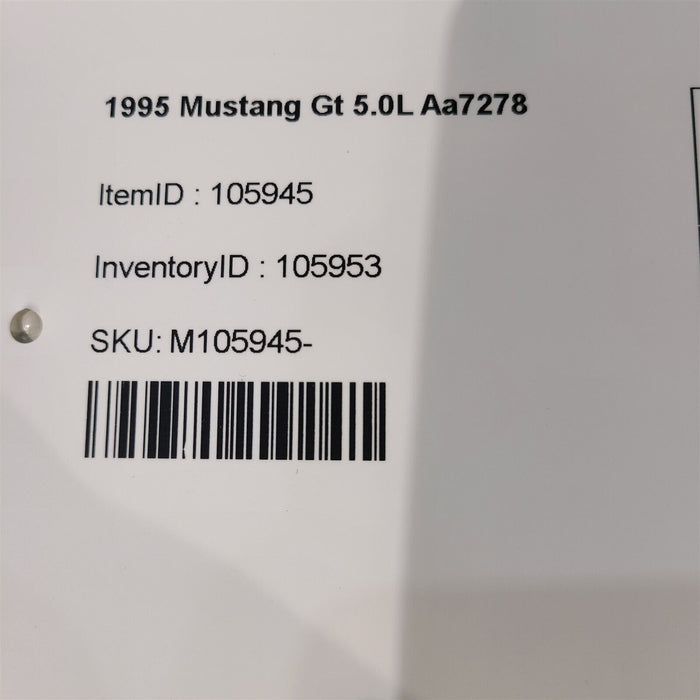 1995 Mustang Gt 5.0L Aa7278
ItemID : 105945
InventoryID : 105953
SKU: M105945-